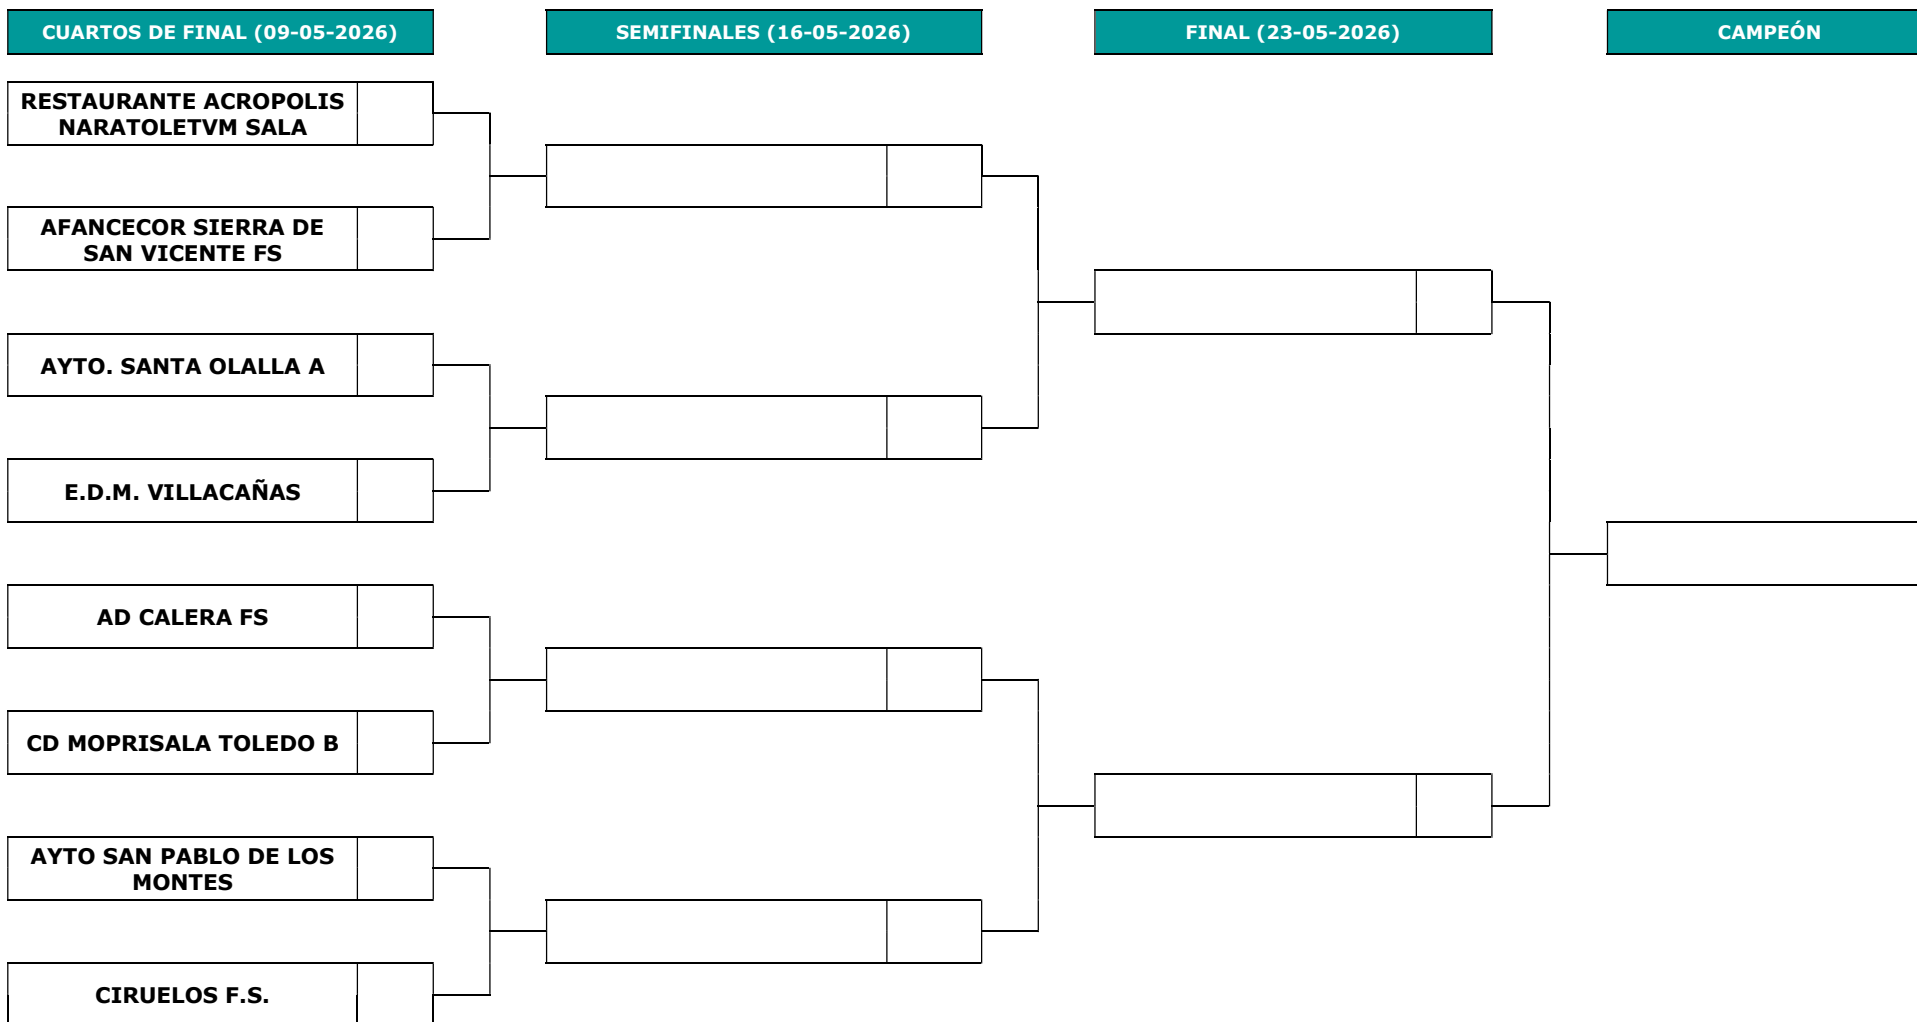 CUARTOS DE FINAL (09-05-2026)
SEMIFINALES (16-05-2026)
FINAL (23-05-2026)
CAMPEÓN
RESTAURANTE ACROPOLIS
NARATOLETVM SALA
AFANCECOR SIERRA DE
SAN VICENTE FS
AYTO. SANTA OLALLA A
E.D.M. VILLACAÑAS
AD CALERA FS
CD MOPRISALA TOLEDO B
AYTO SAN PABLO DE LOS
MONTES
CIRUELOS F.S.